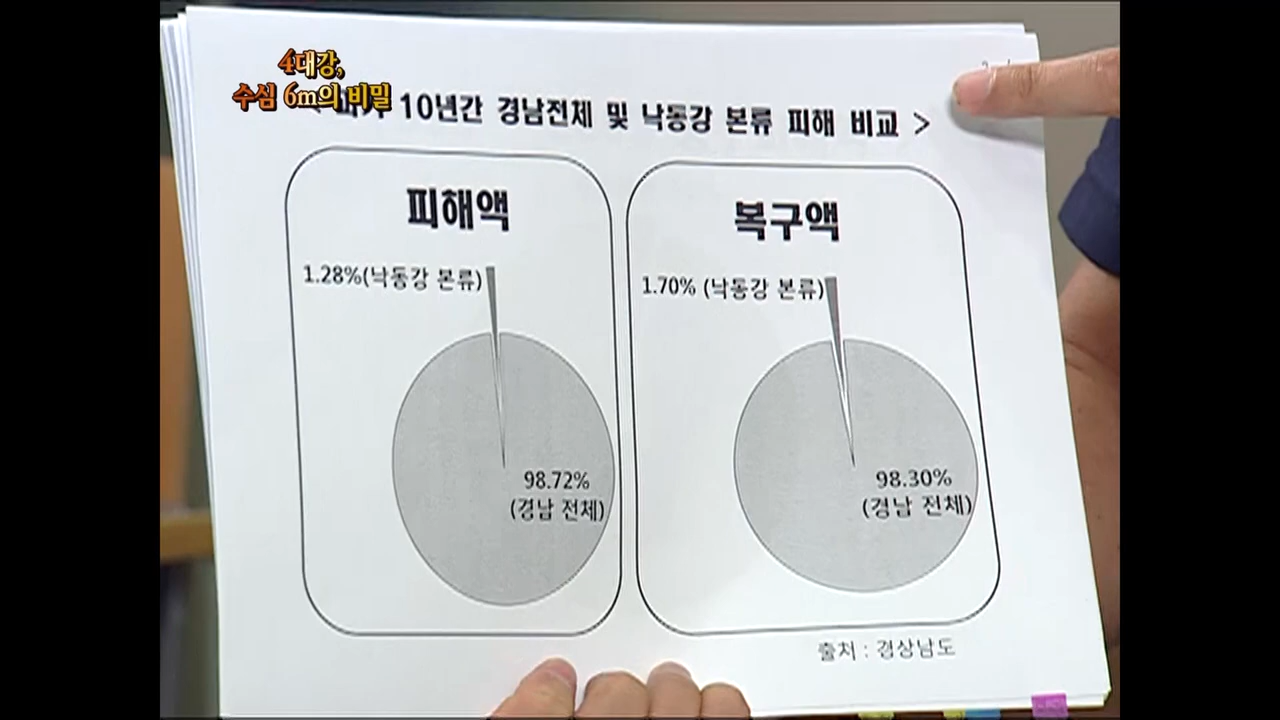 4대강,
수심 6m의 비밀
10년간 경남전체 및 낙동강 본류 피해 비교 >
피해액
1.28%(낙동강 본류)
98.72%
(경남 전체)
복구액
1.70% (낙동강 본류)
98.30%
(경남 전체)
출처 : 경상남도